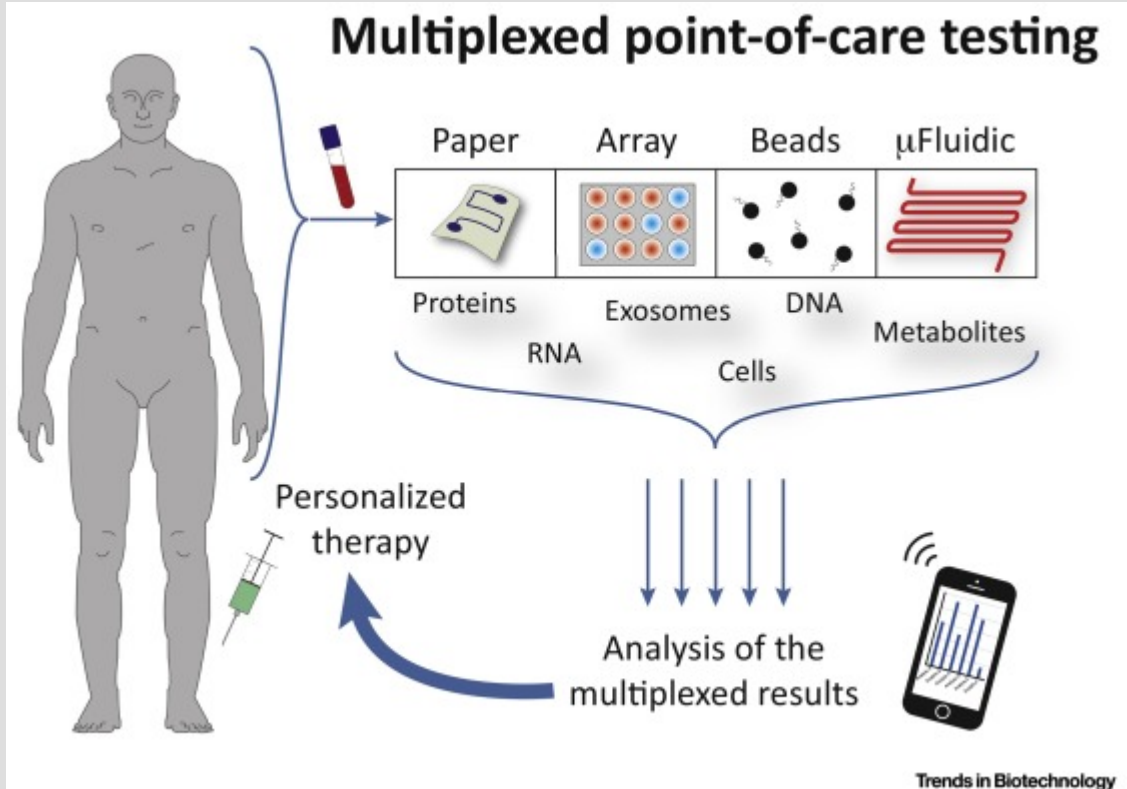 Multiplexed point-of-care testing
Paper
Array
Beads
μFluidic
Proteins
Exosomes
DNA
Metabolites
RNA
Cells
Personalized
therapy
Analysis of the
multiplexed results
Trends in Biotechnology